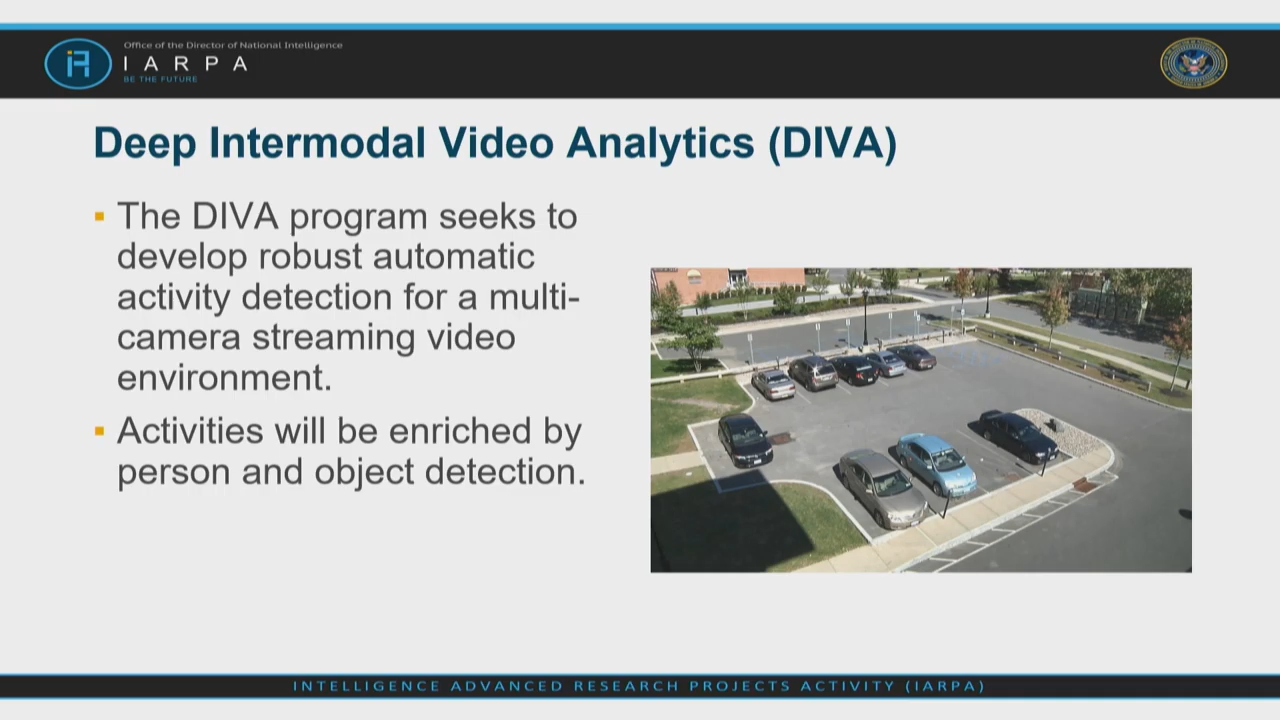 Office of the Director of National Intelligence
IARPA
BE THE FUTURE
Deep Intermodal Video Analytics (DIVA)
The DIVA program seeks to
develop robust automatic
activity detection for a multi-
camera streaming video
environment.
Activities will be enriched by
person and object detection.
INTELLIGENCE ADVANCED RESEARCH PROJECTS ACTIVITY (IARPA)